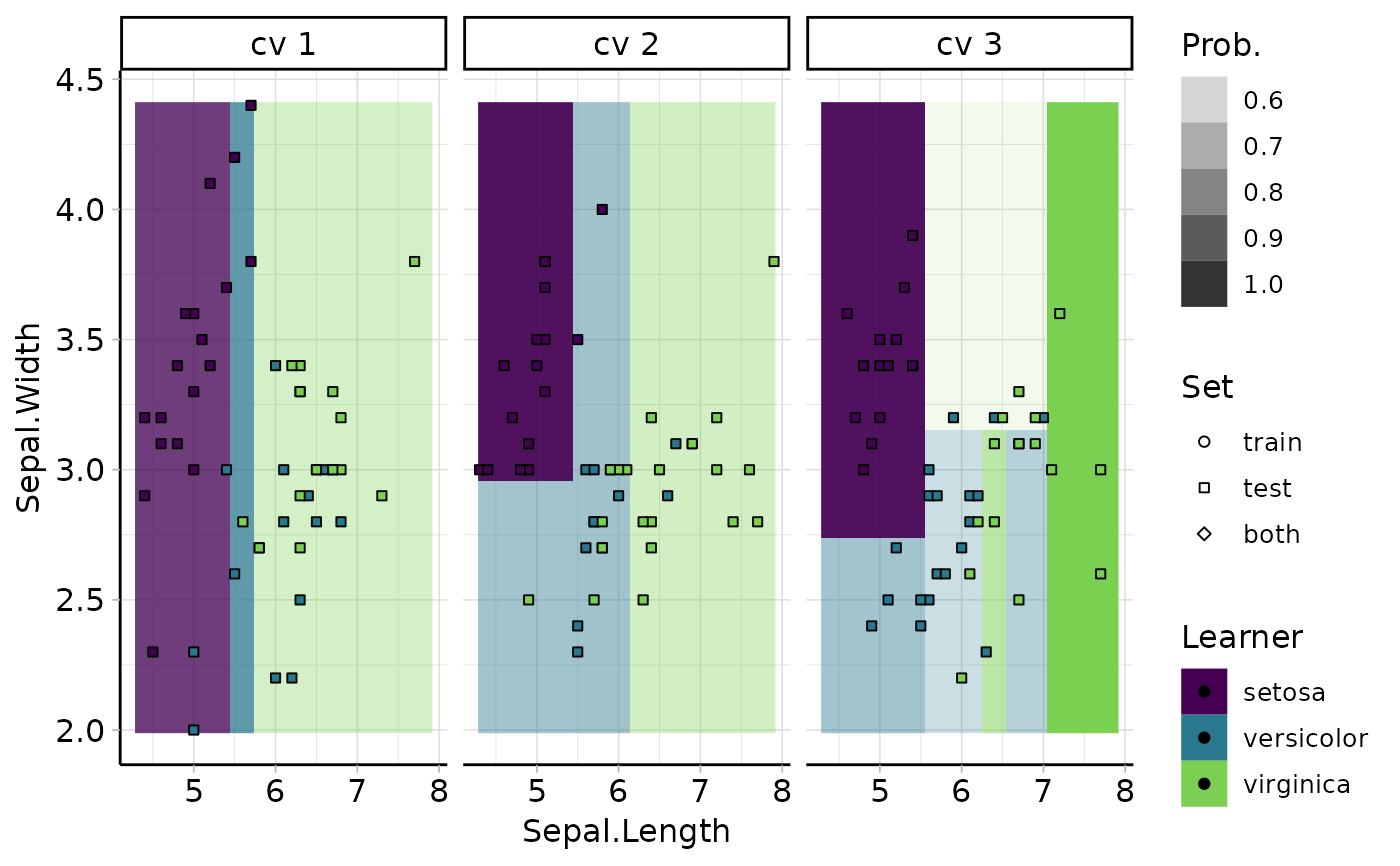 cv 1
cv 2
cv 3
4.5
4.0
3.5
3.0
2.5
2.0
Sepal.Width
5 6 7 8
5 6 7 8
5 6 7 8
Sepal.Length
Prob.
0.6
0.7
0.8
0.9
1.0
Set
train
test
both
Learner
setosa
versicolor
virginica